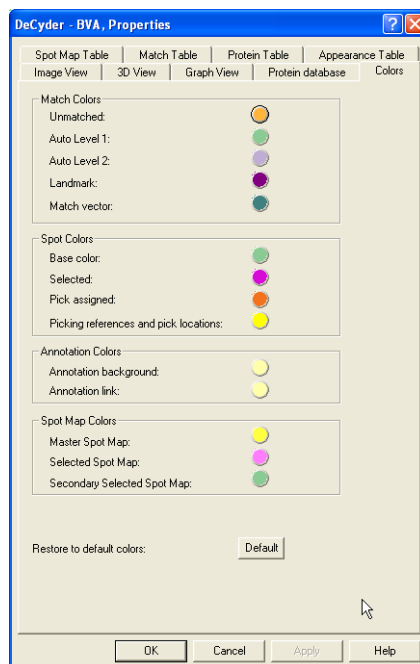 DeCyder - BVA, Properties
Spot Map Table
Match Table
Protein Table
Appearance Table
Image View
3D View
Graph View
Protein database
Colors
Match Colors
Unmatched:
Auto Level 1:
Auto Level 2:
Landmark:
Match vector:
Spot Colors
Base color:
Selected:
Pick assigned:
Picking references and pick locations:
Annotation Colors
Annotation background:
Annotation link:
Spot Map Colors
Master Spot Map:
Selected Spot Map:
Secondary Selected Spot Map:
Restore to default colors:
Default
OK
Cancel
Apply
Help